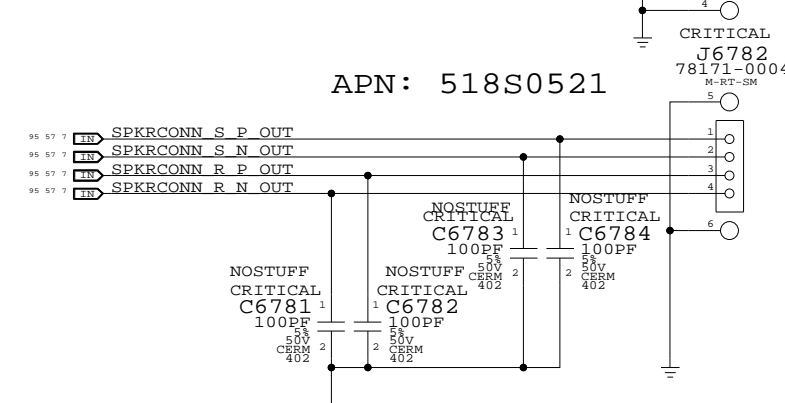 4
CRITICAL
J6782
78171-0004
M-RT-SM
APN: 518S0521
5
95 57 7 IN SPKRCONN_S_P_OUT 1
95 57 7 IN SPKRCONN_S_N_OUT 2
95 57 7 IN SPKRCONN_R_P_OUT 3
95 57 7 IN SPKRCONN_R_N_OUT 4
NOSTUFF
CRITICAL
C6783 1
100PF
5%
50V 2
CERM
402
NOSTUFF
CRITICAL
1 C6784
100PF
5%
2 50V
CERM
402
6
NOSTUFF
CRITICAL
C6781 1
100PF
5%
50V
CERM 2
402
NOSTUFF
CRITICAL
1 C6782
100PF
5%
50V
2 CERM
402